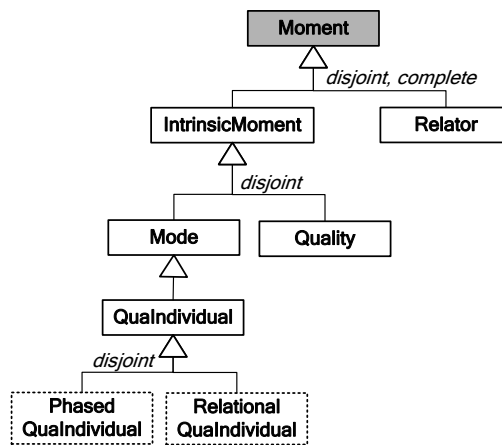 Moment
disjoint, complete
IntrinsicMoment
Relator
disjoint
Mode
Quality
QuaIndividual
disjoint
Phased
QuaIndividual
Relational
QuaIndividual